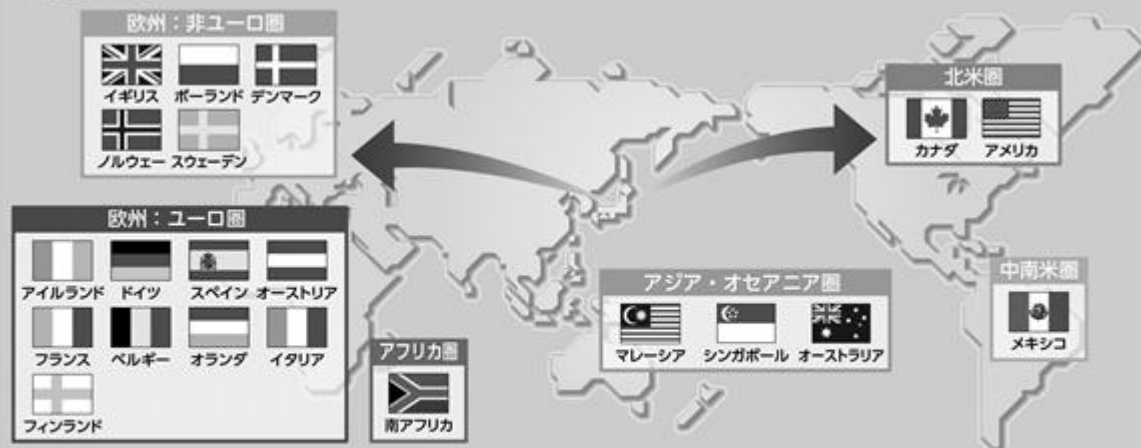 欧州：非ユーロ圏
イギリス ポーランド デンマーク
ノルウェー スウェーデン
北米圏
カナダ アメリカ
欧州：ユーロ圏
アイルランド ドイツ スペイン オーストリア
フランス ベルギー オランダ イタリア
フィンランド
アフリカ圏
南アフリカ
アジア・オセアニア圏
マレーシア シンガポール オーストラリア
中南米圏
メキシコ